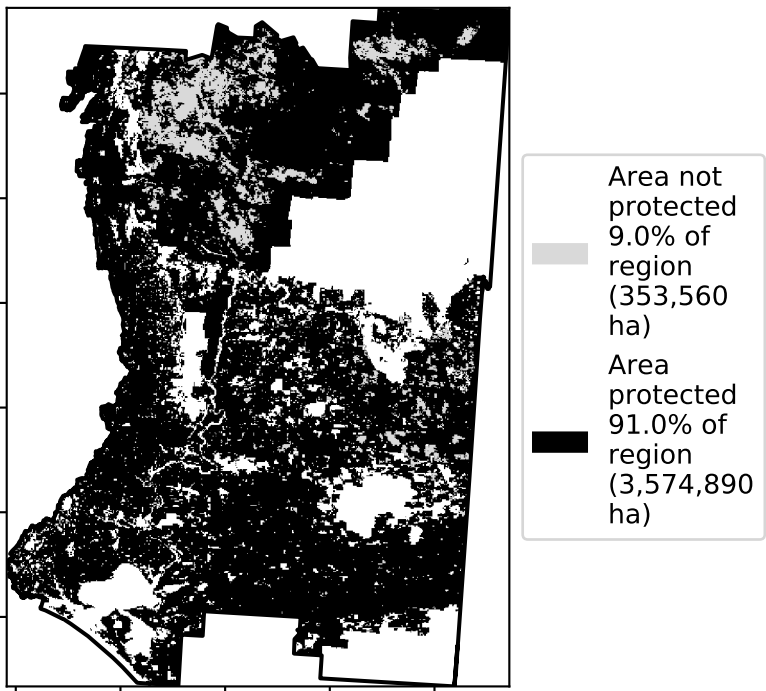 Area not
protected
9.0% of
region
(353,560
ha)
Area
protected
91.0% of
region
(3,574,890
ha)